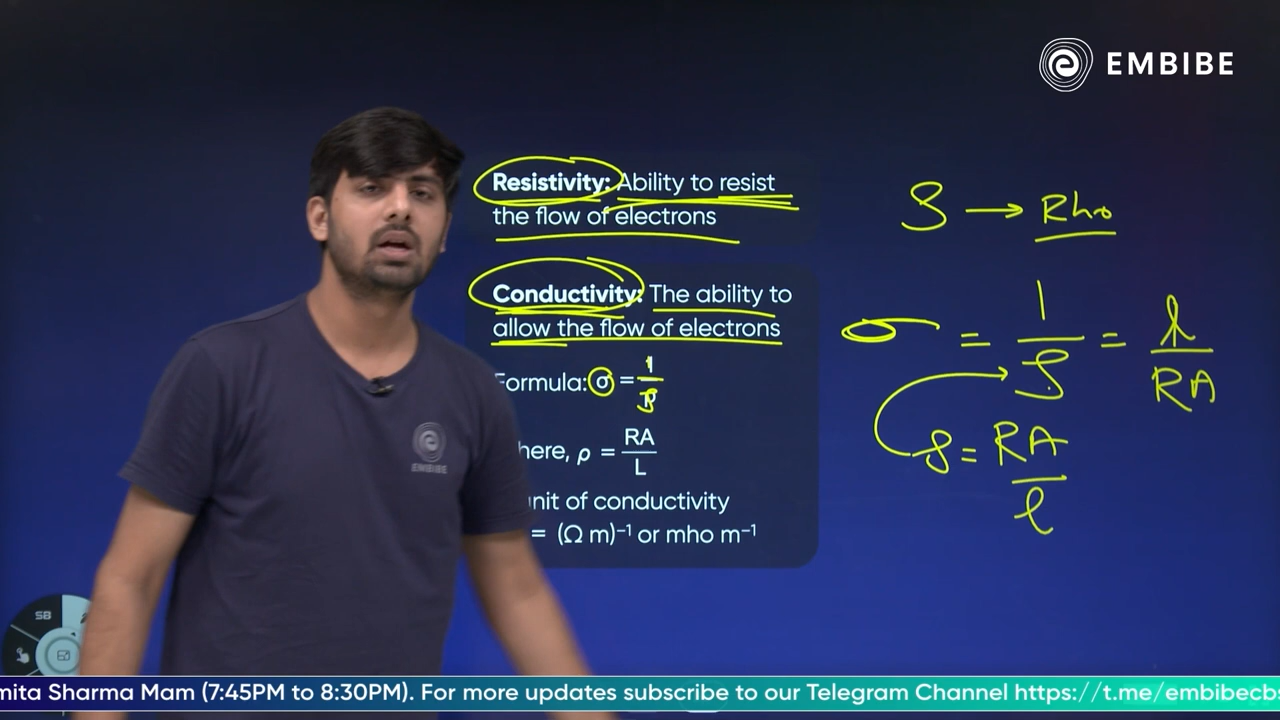 EMBIBE
Resistivity: Ability to resist
the flow of electrons
Conductivity: The ability to
allow the flow of electrons
Formula: σ = 1/ρ
here, ρ = RA/L
unit of conductivity
= (Ω m)⁻¹ or mho m⁻¹
ρ → Rho
σ = 1/ρ = l/RA
ρ = RA/l
EMBIBE
SB
mita Sharma Mam (7:45PM to 8:30PM). For more updates subscribe to our Telegram Channel https://t.me/embibecbs